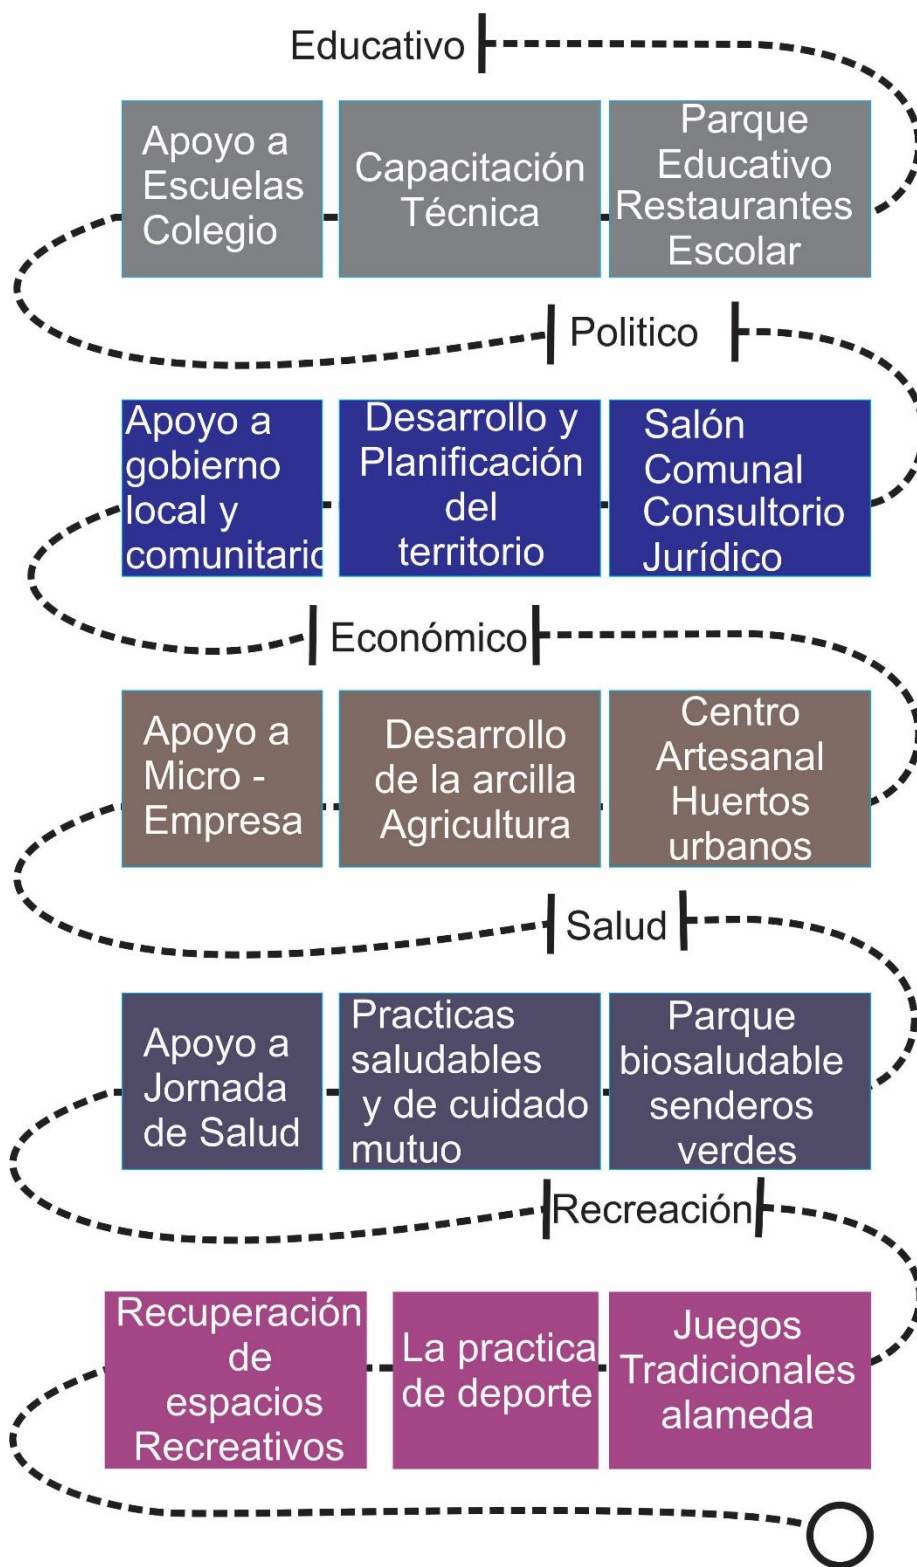 Educativo
Apoyo a
Escuelas
Colegio
Capacitación
Técnica
Parque
Educativo
Restaurantes
Escolar
Politico
Apoyo a
gobierno
local y
comunitario
Desarrollo y
Planificación
del
territorio
Salón
Comunal
Consultorio
Jurídico
Económico
Apoyo a
Micro -
Empresa
Desarrollo
de la arcilla
Agricultura
Centro
Artesanal
Huertos
urbanos
Salud
Apoyo a
Jornada
de Salud
Practicas
saludables
y de cuidado
mutuo
Parque
biosaludable
senderos
verdes
Recreación
Recuperación
de
espacios
Recreativos
La practica
de deporte
Juegos
Tradicionales
alameda